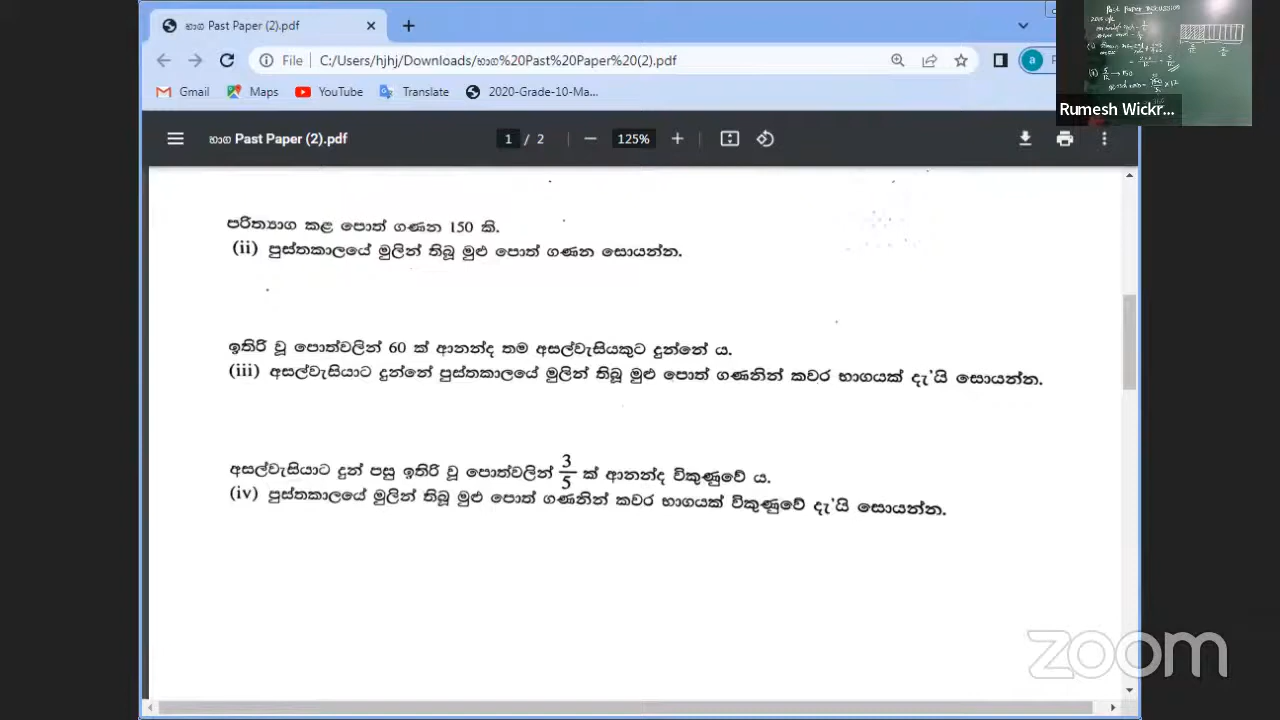 හාග Past Paper (2).pdf
File C:/Users/hjhj/Downloads/හාග%20Past%20Paper%20(2).pdf
a
Gmail Maps YouTube Translate 2020-Grade-10-Ma...
හාග Past Paper (2).pdf 1 / 2 125%
Past Paper Discussion
Rumesh Wickr...
පරිත්‍යාග කළ පොත් ගණන 150 කි.
(ii) පුස්තකාලයේ මුලින් තිබූ මුළු පොත් ගණන සොයන්න.
ඉතිරි වූ පොත්වලින් 60 ක් ආනන්ද තම අසල්වැසියකුට දුන්නේ ය.
(iii) අසල්වැසියාට දුන්නේ පුස්තකාලයේ මුලින් තිබූ මුළු පොත් ගණනින් කවර භාගයක් දැ'යි සොයන්න.
අසල්වැසියාට දුන් පසු ඉතිරි වූ පොත්වලින් 3/5 ක් ආනන්ද විකුණුවේ ය.
(iv) පුස්තකාලයේ මුලින් තිබූ මුළු පොත් ගණනින් කවර භාගයක් විකුණුවේ දැ'යි සොයන්න.
zoom